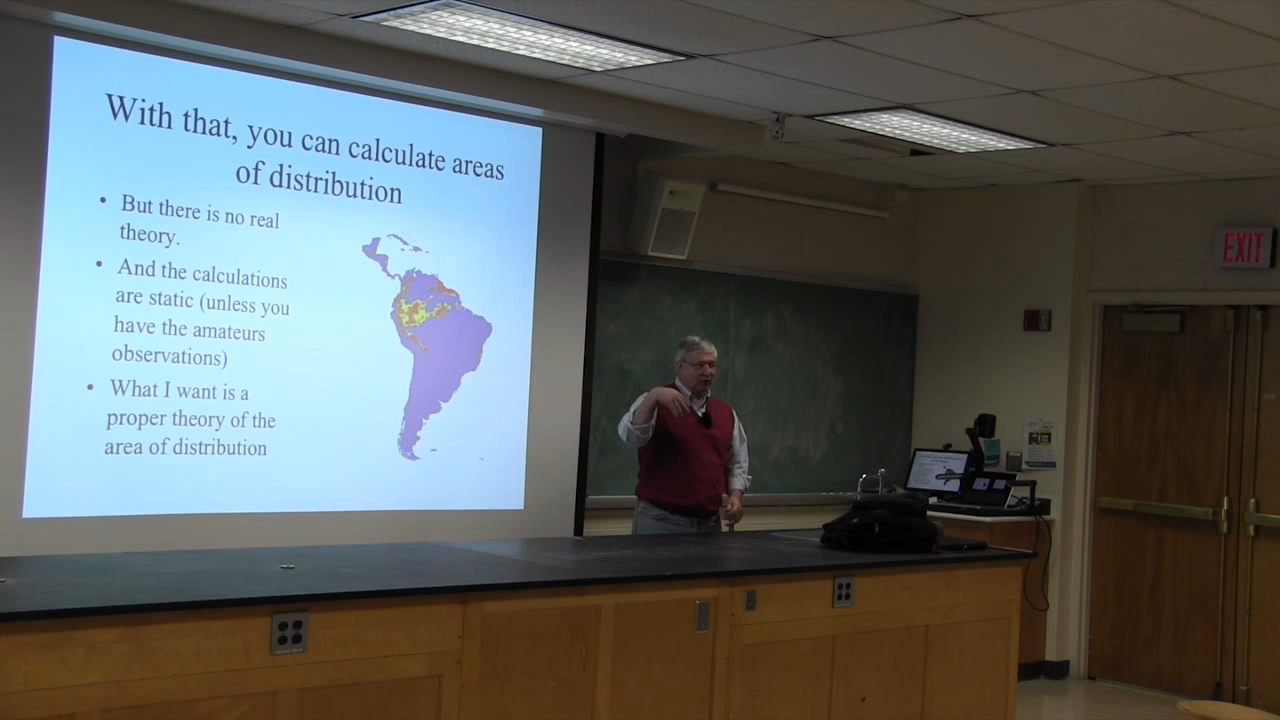 With that, you can calculate areas
of distribution
• But there is no real
theory.
• And the calculations
are static (unless you
have the amateurs
observations)
• What I want is a
proper theory of the
area of distribution
EXIT